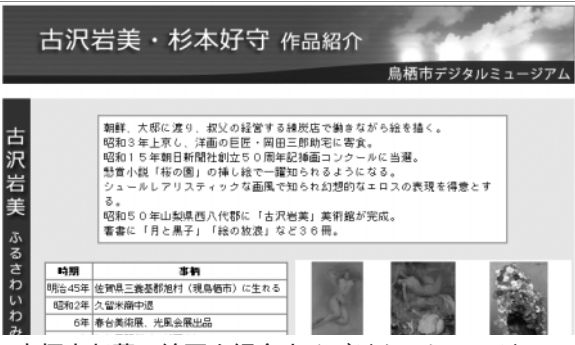 古沢岩美・杉本好守 作品紹介
鳥栖市デジタルミュージアム
古沢岩美 ふるさわいわみ
朝鮮、大邸に渡り、叔父の経営する練炭店で働きながら絵を描く。
昭和３年上京し、洋画の巨匠・岡田三郎助宅に寄食。
昭和１５年朝日新聞社創立５０周年記挿画コンクールに当選。
懸賞小説「桜の園」の挿し絵で一躍知られるようになる。
シュールレアリスティックな画風で知られ幻想的なエロスの表現を得意とす
る。
昭和５０年山梨県西八代郡に「古沢岩美」美術館が完成。
著書に「月と黒子」「絵の放浪」など３６冊。
時期 事柄
明治45年 佐賀県三養基郡旭村（現鳥栖市）に生れる
昭和2年 久留米商中退
6年 春台美術展、光風会展出品